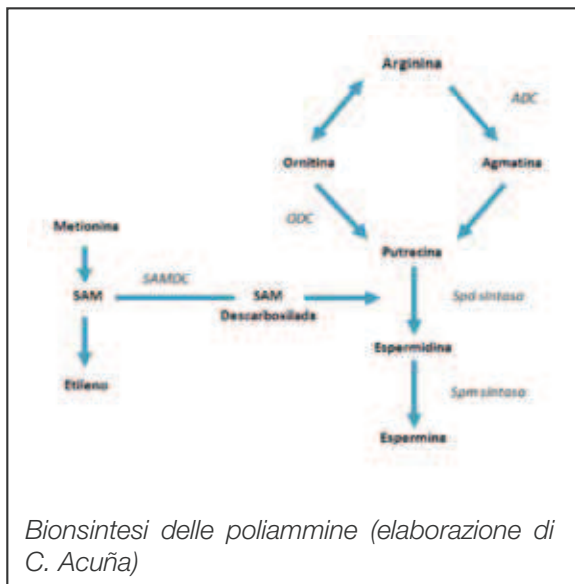 Arginina
ADC
Ornitina
Agmatina
ODC
Metionina
Putrecina
SAMDC
SAM
SAM
Descarboxilada
Spd sintasa
Espermidina
Etileno
Spm sintasa
Espermina
Bionsintesi delle poliammine (elaborazione di
C. Acuña)